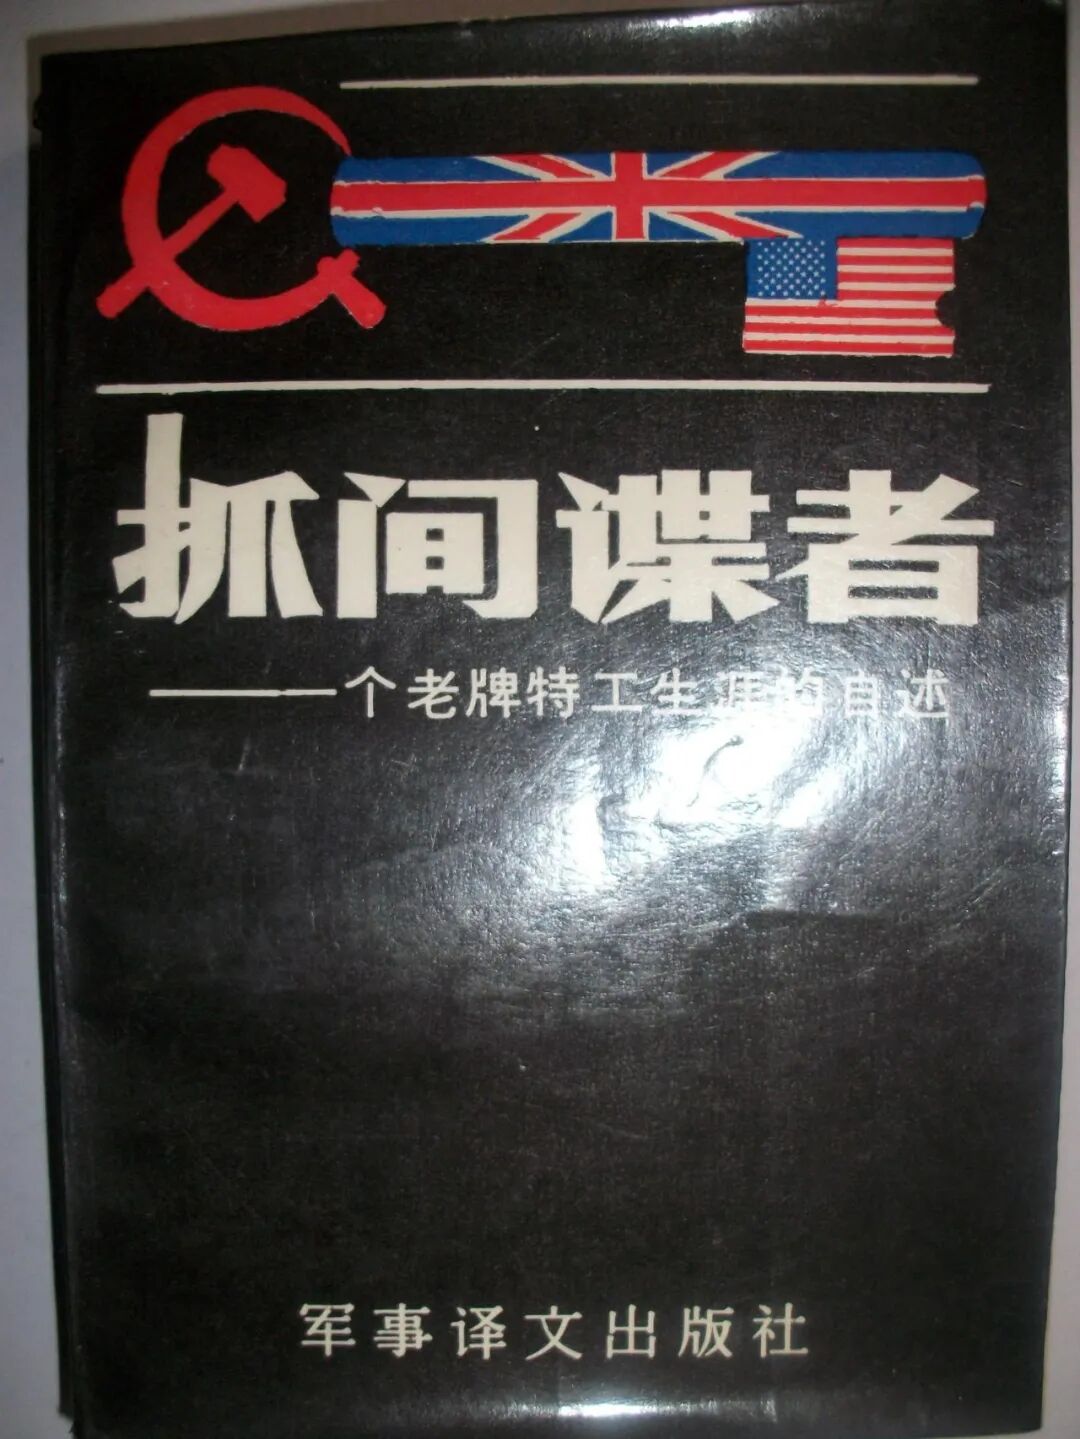 抓间谍者
——一个老牌特工生涯的自述
军事译文出版社